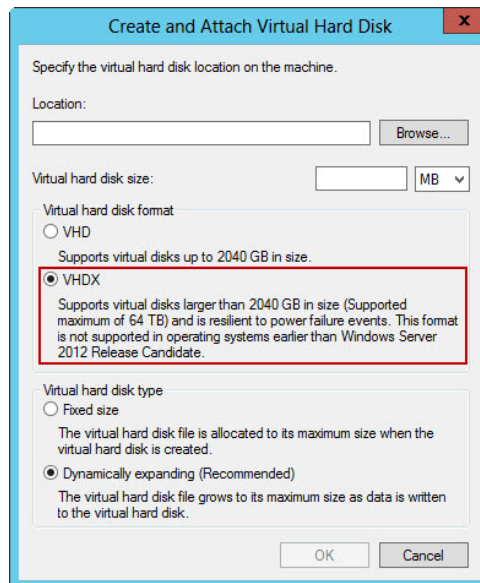 Create and Attach Virtual Hard Disk
x
Specify the virtual hard disk location on the machine.
Location:
Browse...
Virtual hard disk size:
MB
Virtual hard disk format
VHD
Supports virtual disks up to 2040 GB in size.
VHDX
Supports virtual disks larger than 2040 GB in size (Supported
maximum of 64 TB) and is resilient to power failure events. This format
is not supported in operating systems earlier than Windows Server
2012 Release Candidate.
Virtual hard disk type
Fixed size
The virtual hard disk file is allocated to its maximum size when the
virtual hard disk is created.
Dynamically expanding (Recommended)
The virtual hard disk file grows to its maximum size as data is written
to the virtual hard disk.
OK
Cancel